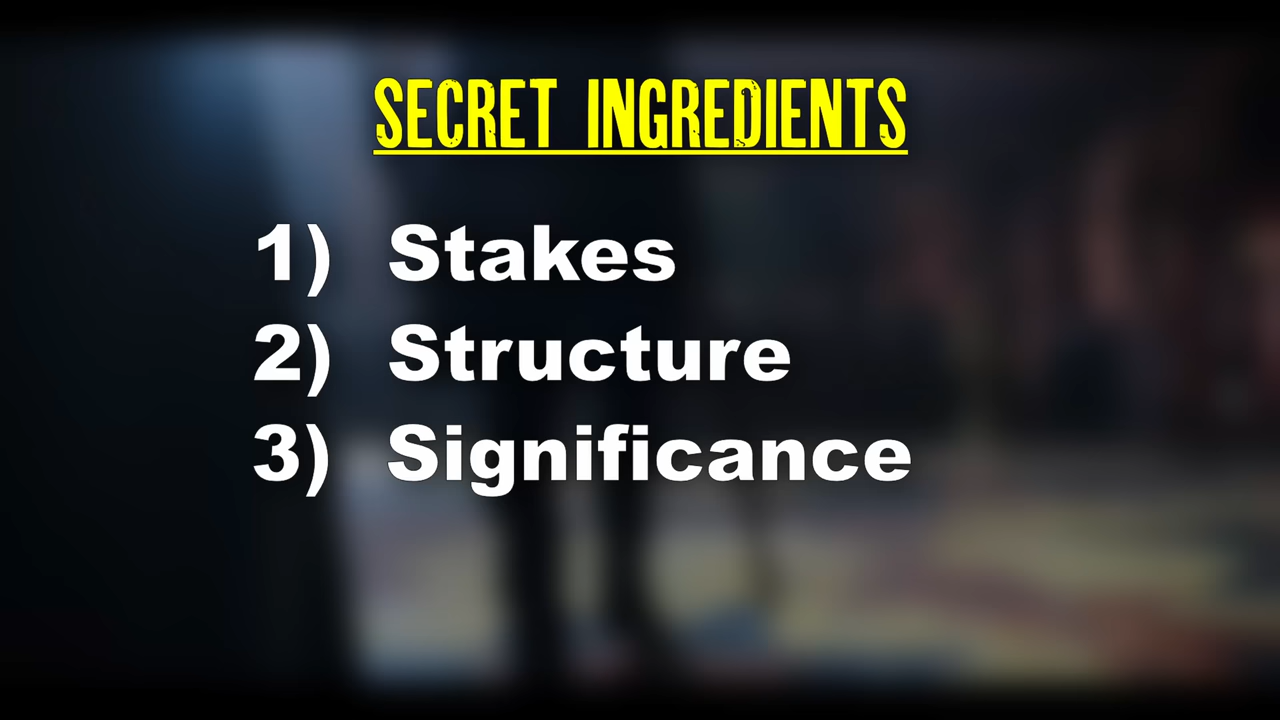 SECRET INGREDIENTS
1) Stakes
2) Structure
3) Significance